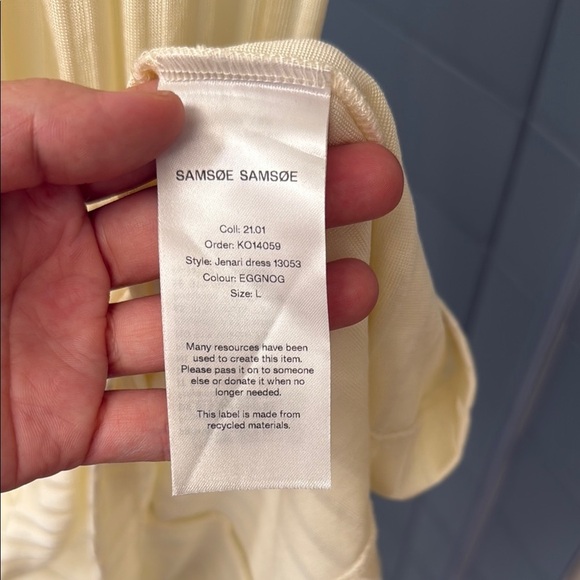 SAMSØE SAMSØE
Coll: 21.01
Order: KO14059
Style: Jenari dress 13053
Colour: EGGNOG
Size: L
Many resources have been
used to create this item.
Please pass it on to someone
else or donate it when no
longer needed.
This label is made from
recycled materials.